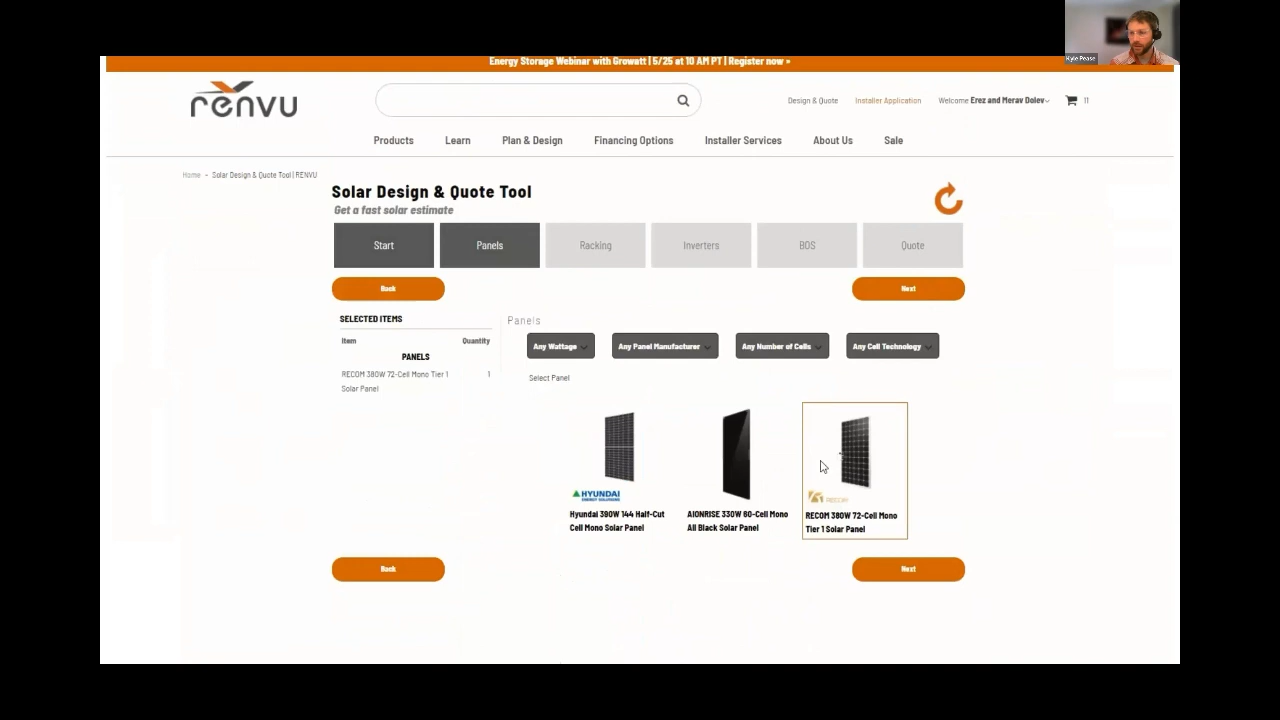 Energy Storage Webinar with Growatt | 5/25 at 10 AM PT | Register now »
Kyle Pease
renvu
Design & Quote
Installer Application
Welcome Erez and Merav Dolev
11
Products
Learn
Plan & Design
Financing Options
Installer Services
About Us
Sale
Home - Solar Design & Quote Tool | RENVU
Solar Design & Quote Tool
Get a fast solar estimate
Start
Panels
Racking
Inverters
BOS
Quote
Back
Next
SELECTED ITEMS
Item
Quantity
PANELS
RECOM 380W 72-Cell Mono Tier 1
1
Solar Panel
Panels
Any Wattage
Any Panel Manufacturer
Any Number of Cells
Any Cell Technology
Select Panel
HYUNDAI
ENERGY SOLUTIONS
Hyundai 390W 144 Half-Cut
Cell Mono Solar Panel
AIONRISE 330W 60-Cell Mono
All Black Solar Panel
RECOM
RECOM 380W 72-Cell Mono
Tier 1 Solar Panel
Back
Next